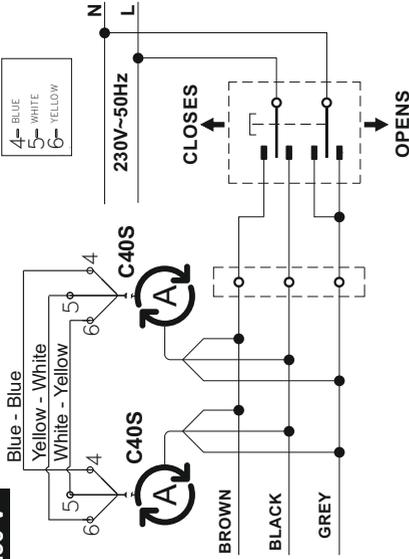 N
L
230V~50Hz
4- BLUE
5- WHITE
6- YELLOW
CLOSES
OPENS
Blue - Blue
Yellow - White
White - Yellow
6
5
4
6
5
4
C40S
C40S
A
A
BROWN
BLACK
GREY